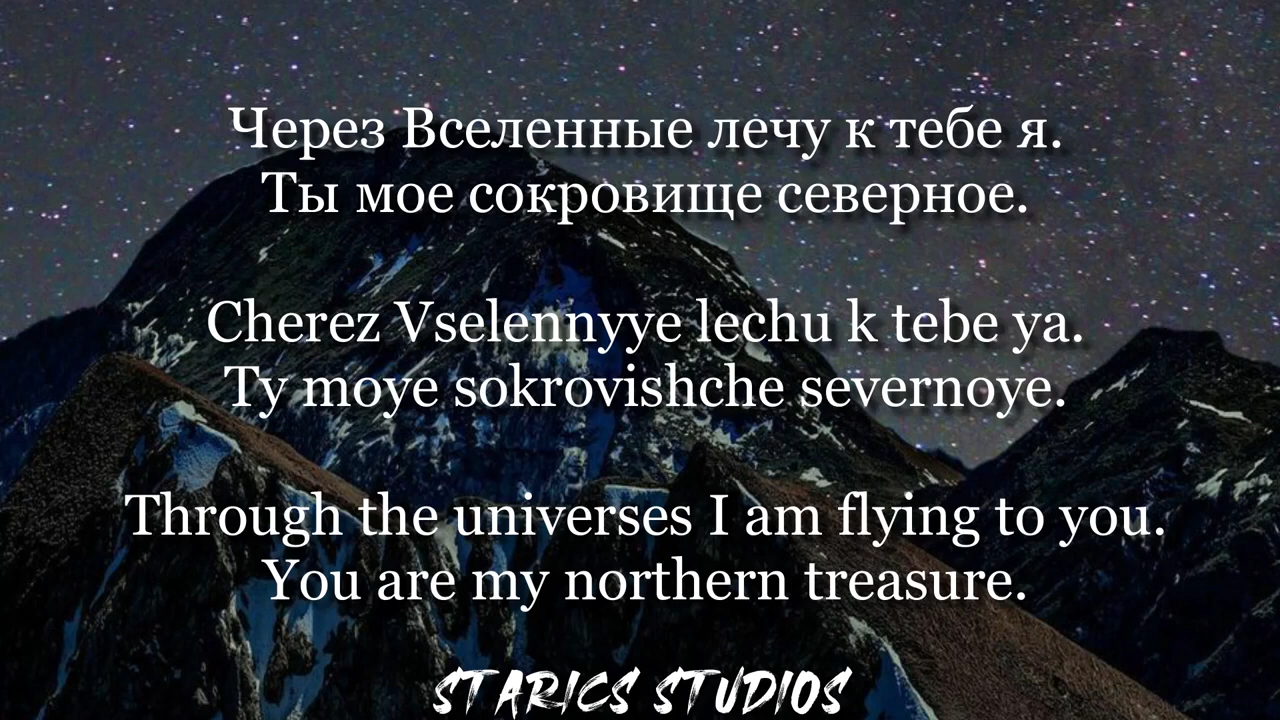 Через Вселенные лечу к тебе я.
Ты мое сокровище северное.
Cherez Vselennyye lechu k tebe ya.
Ty moye sokrovishche severnoye.
Through the universes I am flying to you.
You are my northern treasure.
STARICS STUDIOS